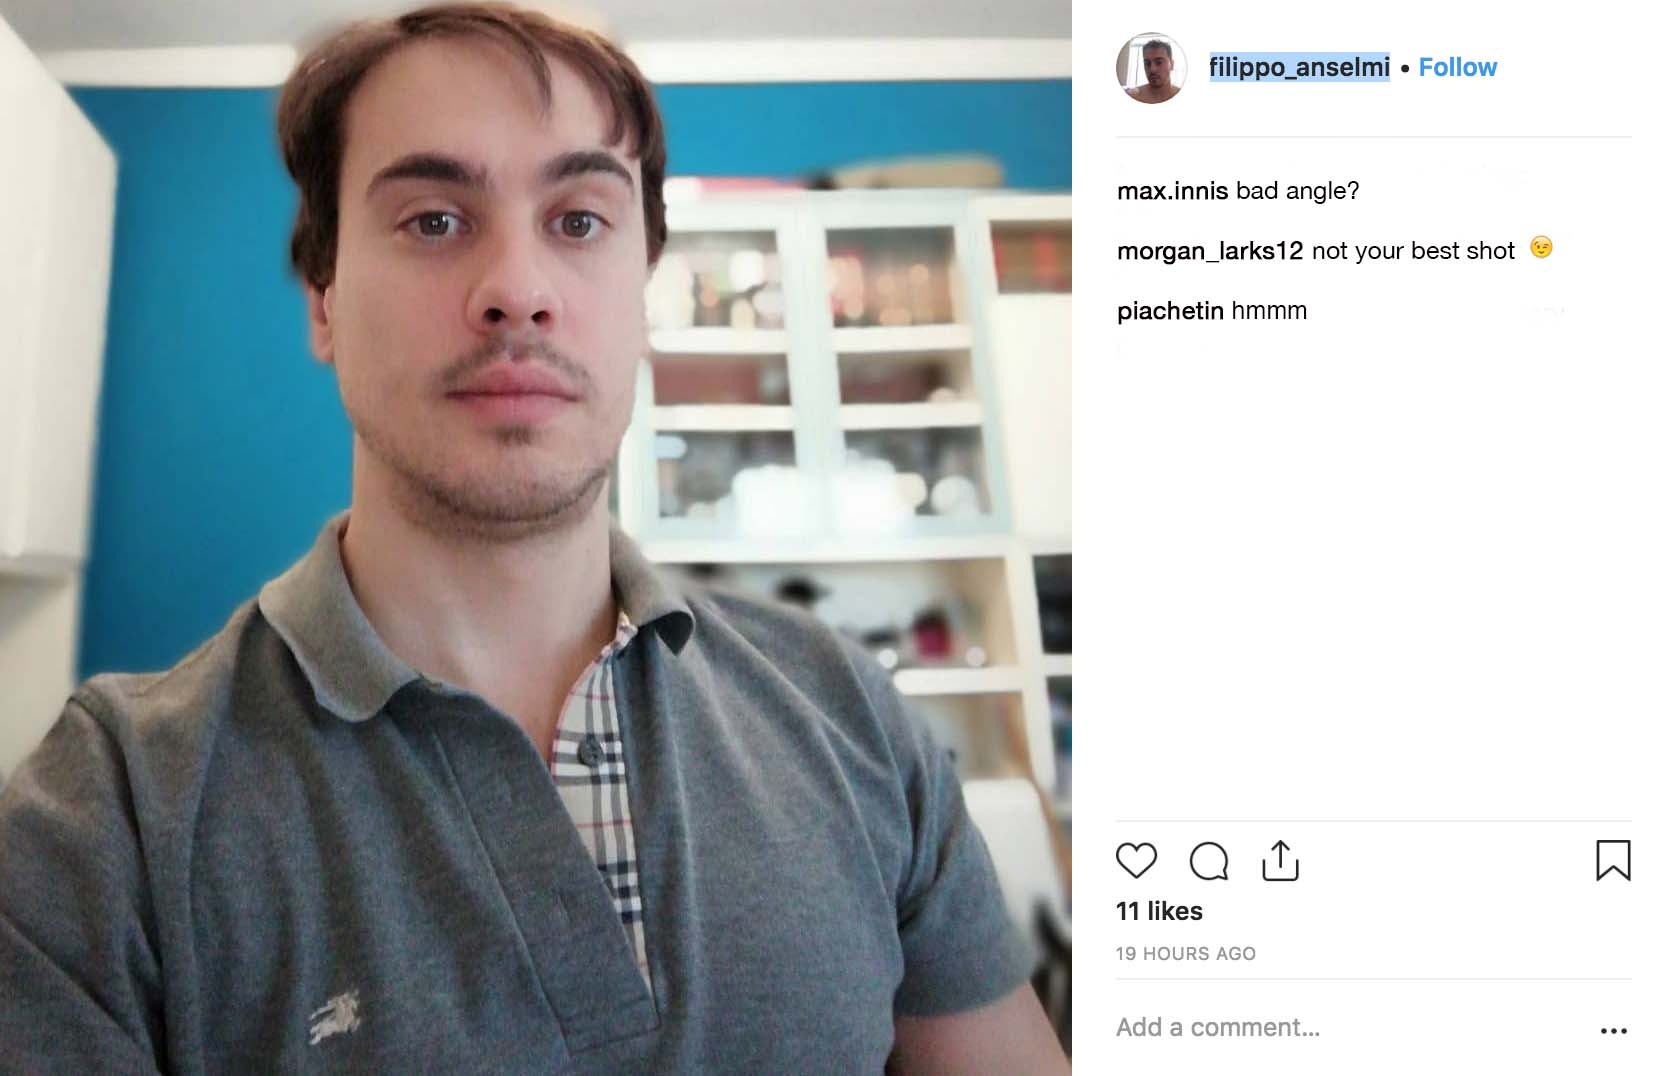 filippo_anselmi • Follow
max.innis bad angle?
morgan_larks12 not your best shot 😉
piachetin hmmm
11 likes
19 HOURS AGO
Add a comment...